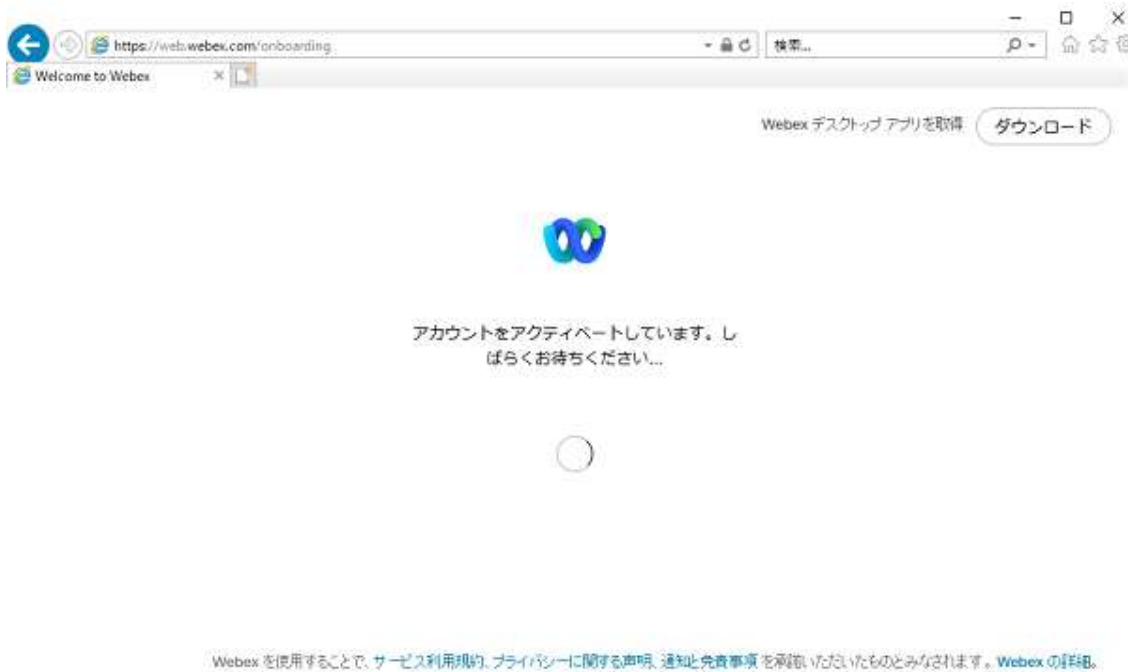 https://web.webex.com/onboarding
検索...
Welcome to Webex
Webex デスクトップ アプリを取得
ダウンロード
アカウントをアクティベートしています。し
ばらくお待ちください...
Webex を使用することで、サービス利用規約、プライバシーに関する声明、通知と免責事項 を承諾いただいたものとみなされます。Webex の詳細。